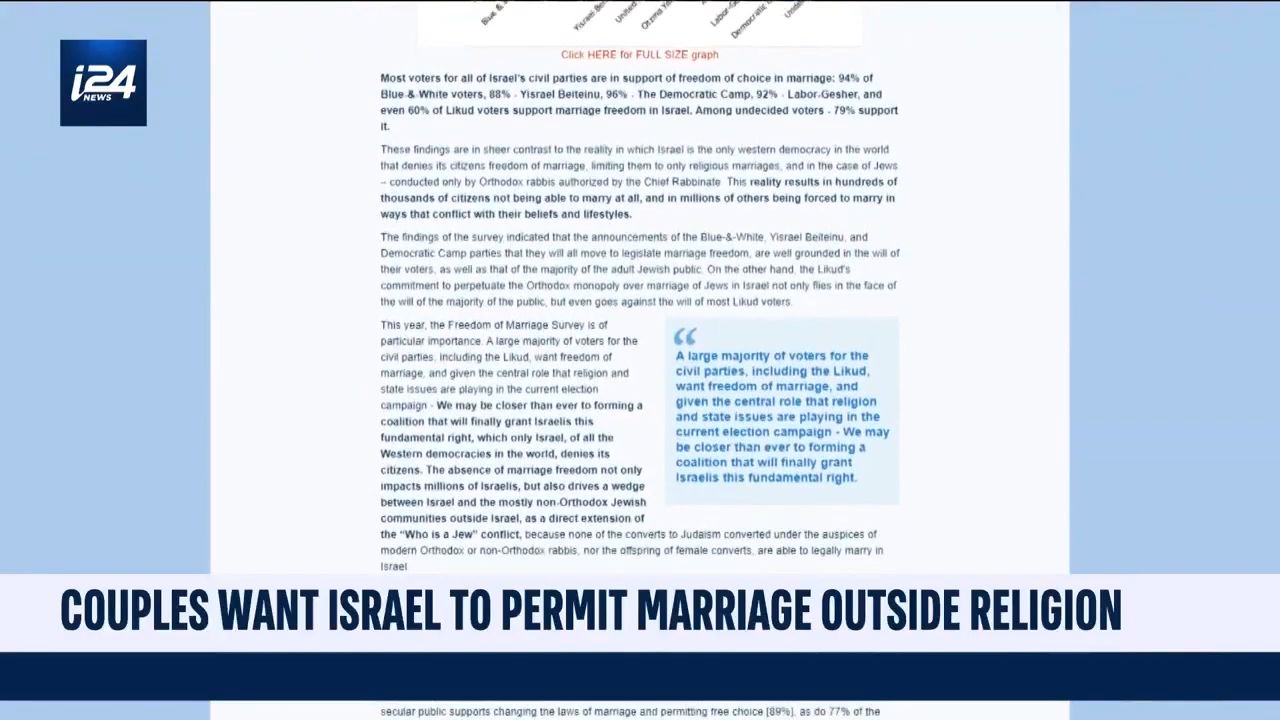 Blue &
Yisrael Be
United
Labor-G
Democratic
i24
NEWS
Click HERE for FULL SIZE graph
Most voters for all of Israel's civil parties are in support of freedom of choice in marriage: 94% of
Blue-&-White voters, 88% - Yisrael Beiteinu, 96% - The Democratic Camp, 92% - Labor-Gesher, and
even 60% of Likud voters support marriage freedom in Israel. Among undecided voters - 79% support
it.
These findings are in sheer contrast to the reality in which Israel is the only western democracy in the world
that denies its citizens freedom of marriage, limiting them to only religious marriages, and in the case of Jews
– conducted only by Orthodox rabbis authorized by the Chief Rabbinate. This reality results in hundreds of
thousands of citizens not being able to marry at all, and in millions of others being forced to marry in
ways that conflict with their beliefs and lifestyles.
The findings of the survey indicated that the announcements of the Blue-&-White, Yisrael Beiteinu, and
Democratic Camp parties that they will all move to legislate marriage freedom, are well grounded in the will of
their voters, as well as that of the majority of the adult Jewish public. On the other hand, the Likud's
commitment to perpetuate the Orthodox monopoly over marriage of Jews in Israel not only flies in the face of
the will of the majority of the public, but even goes against the will of most Likud voters.
This year, the Freedom of Marriage Survey is of
particular importance. A large majority of voters for the
civil parties, including the Likud, want freedom of
marriage, and given the central role that religion and
state issues are playing in the current election
campaign - We may be closer than ever to forming a
coalition that will finally grant Israelis this
fundamental right, which only Israel, of all the
Western democracies in the world, denies its
citizens. The absence of marriage freedom not only
impacts millions of Israelis, but also drives a wedge
between Israel and the mostly non-Orthodox Jewish
communities outside Israel, as a direct extension of
the "Who is a Jew" conflict, because none of the converts to Judaism converted under the auspices of
modern Orthodox or non-Orthodox rabbis, nor the offspring of female converts, are able to legally marry in
Israel
“
A large majority of voters for the
civil parties, including the Likud,
want freedom of marriage, and
given the central role that religion
and state issues are playing in the
current election campaign - We may
be closer than ever to forming a
coalition that will finally grant
Israelis this fundamental right.
COUPLES WANT ISRAEL TO PERMIT MARRIAGE OUTSIDE RELIGION
secular public supports changing the laws of marriage and permitting free choice [89%], as do 77% of the